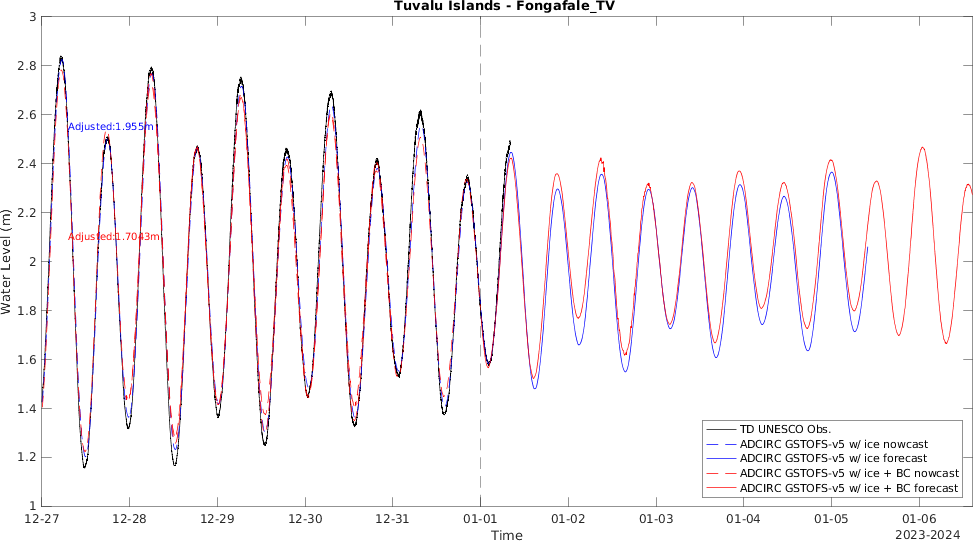 Tuvalu Islands - Fongafale_TV
3
2.8
2.6
2.4
2.2
2
1.8
1.6
1.4
1.2
1
Water Level (m)
Adjusted:1.955m
Adjusted:1.7043m
TD UNESCO Obs.
ADCIRC GSTOFS-v5 w/ ice nowcast
ADCIRC GSTOFS-v5 w/ ice forecast
ADCIRC GSTOFS-v5 w/ ice + BC nowcast
ADCIRC GSTOFS-v5 w/ ice + BC forecast
12-27 12-28 12-29 12-30 12-31 01-01 01-02 01-03 01-04 01-05 01-06
Time
2023-2024